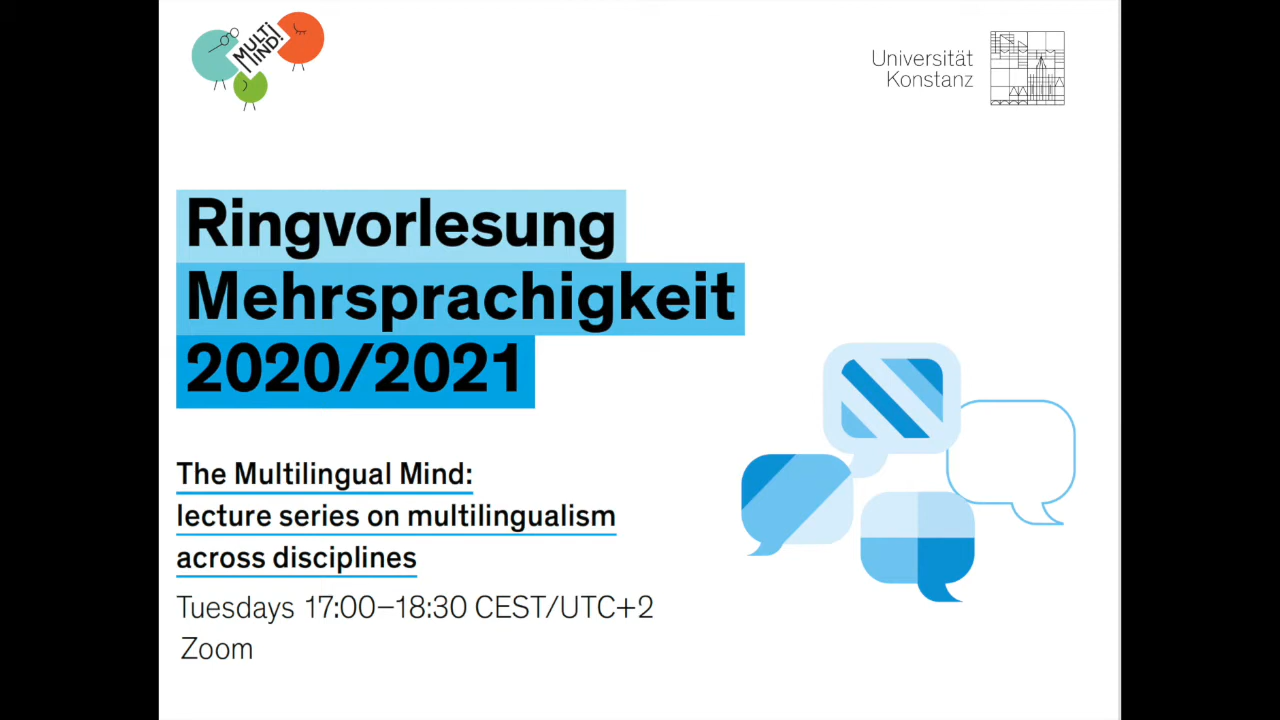 MULTI
MIND!
Universität
Konstanz
Ringvorlesung
Mehrsprachigkeit
2020/2021
The Multilingual Mind:
lecture series on multilingualism
across disciplines
Tuesdays 17:00–18:30 CEST/UTC+2
Zoom